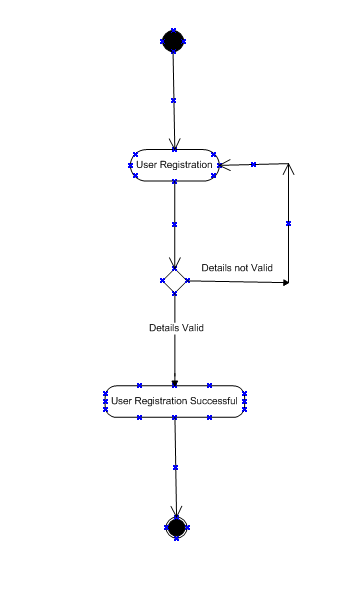 User Registration
Details not Valid
Details Valid
User Registration Successful